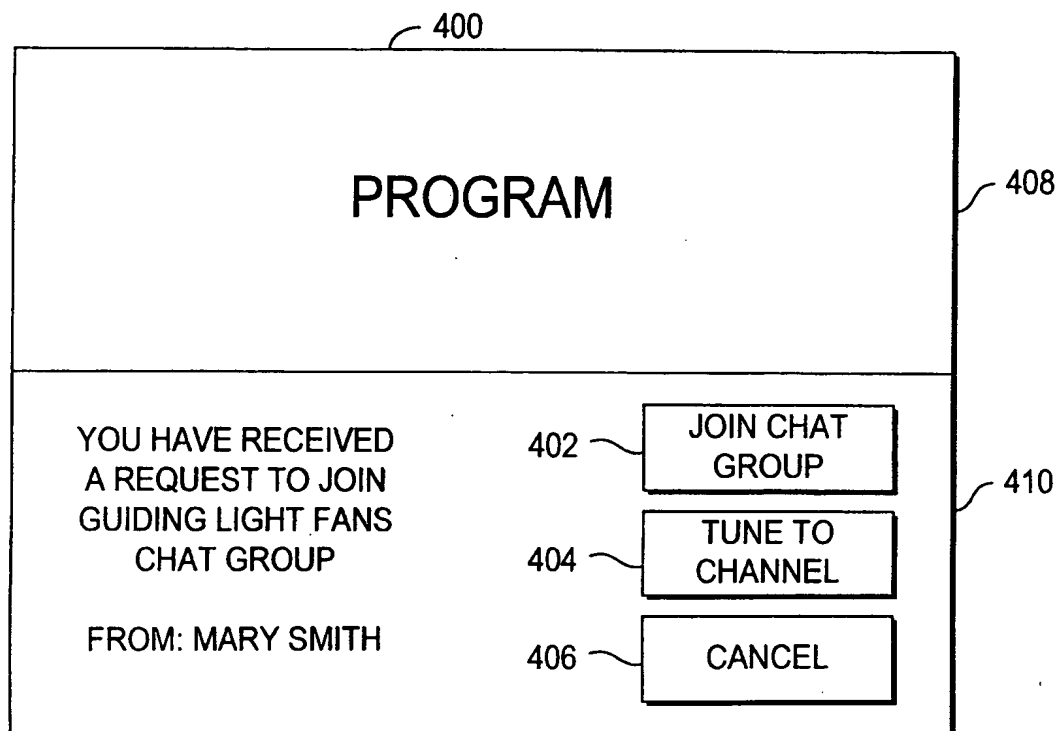 400
PROGRAM
408
YOU HAVE RECEIVED
A REQUEST TO JOIN
GUIDING LIGHT FANS
CHAT GROUP
FROM: MARY SMITH
402
JOIN CHAT
GROUP
410
404
TUNE TO
CHANNEL
406
CANCEL